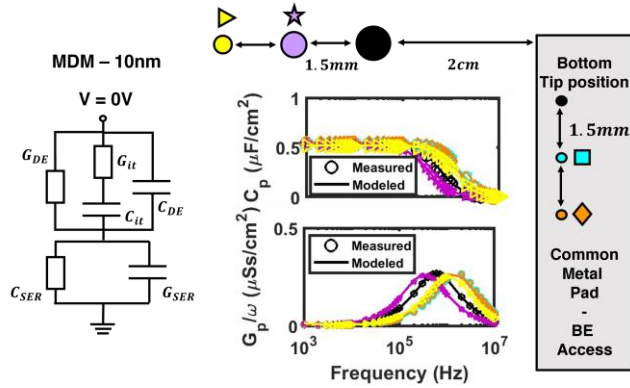 MDM – 10nm
V = 0V
G_DE
G_it
C_it
C_DE
C_SER
G_SER
1.5mm
2cm
C_p (μF/cm²)
1
0.5
0
Measured
Modeled
G_p/ω (μSs/cm²)
0.5
0
Measured
Modeled
10³
10⁵
10⁷
Frequency (Hz)
Bottom
Tip position
1.5mm
Common
Metal
Pad
-
BE
Access